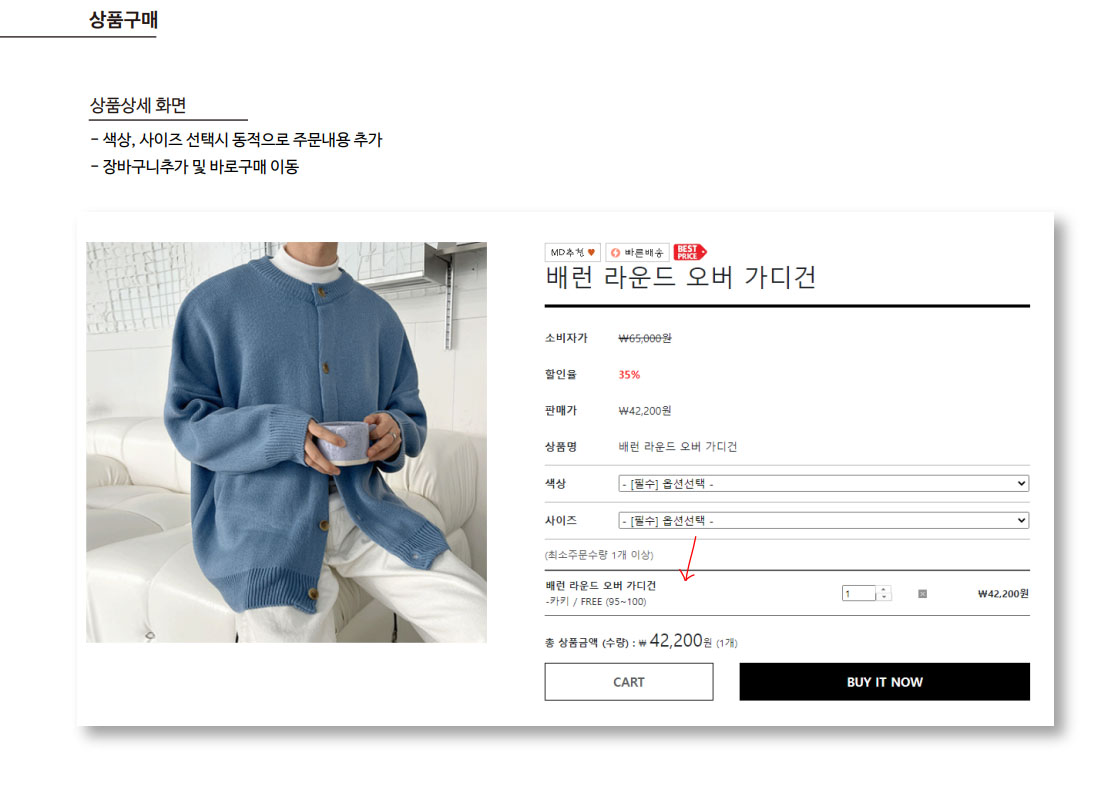 상품구매
상품상세 화면
- 색상, 사이즈 선택시 동적으로 주문내용 추가
- 장바구니추가 및 바로구매 이동
MD추천 빠른배송 BEST PRICE
배런 라운드 오버 가디건
소비자가 ₩65,000원
할인율 35%
판매가 ₩42,200원
상품명 배런 라운드 오버 가디건
색상 - [필수] 옵션선택 -
사이즈 - [필수] 옵션선택 -
(최소주문수량 1개 이상)
배런 라운드 오버 가디건
-카키 / FREE (95~100) 1 ₩42,200원
총 상품금액 (수량) : ₩ 42,200원 (1개)
CART BUY IT NOW